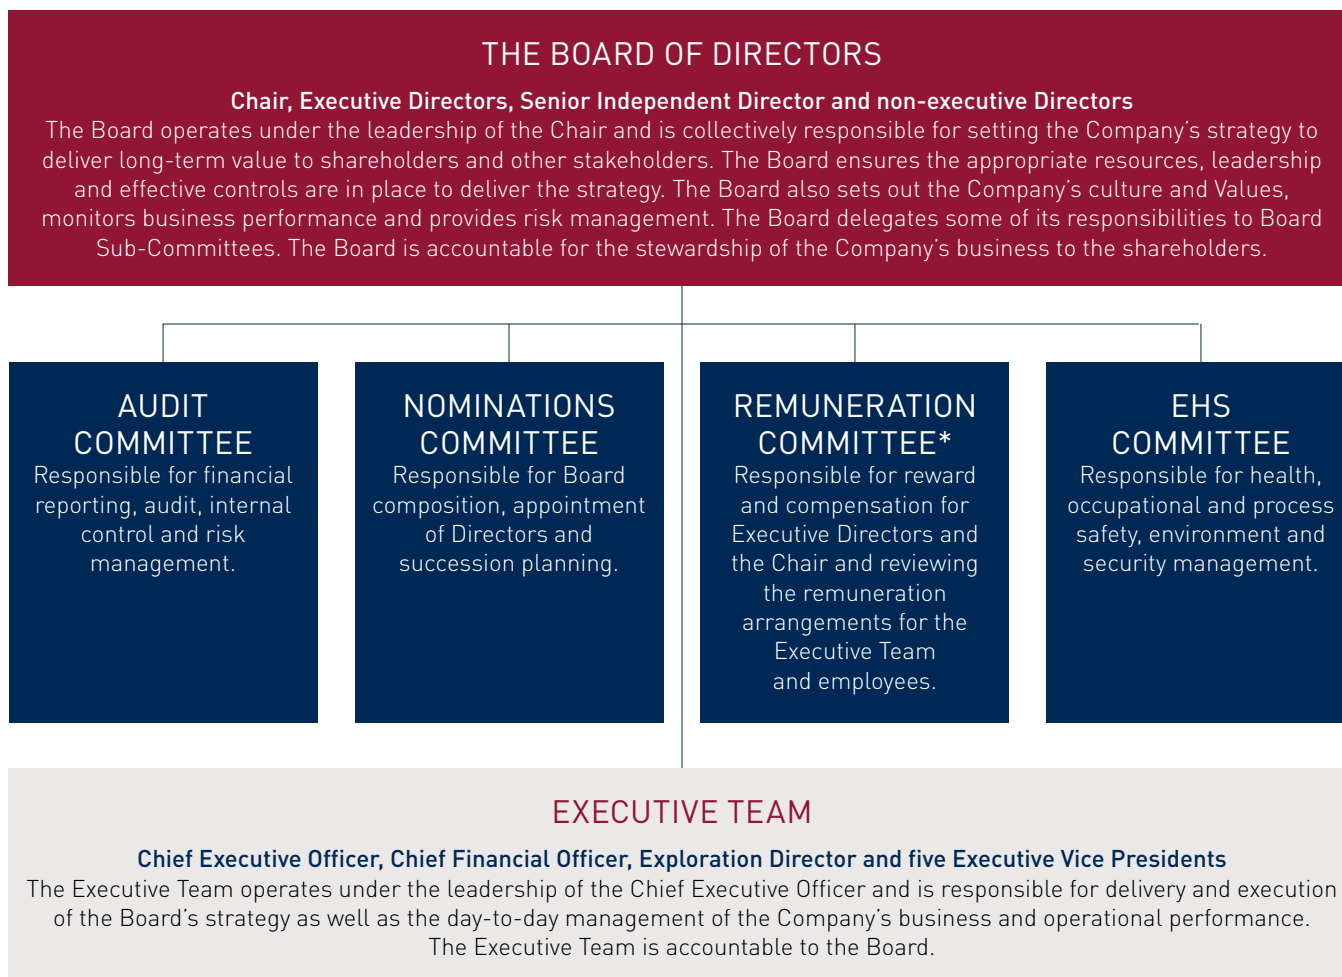 THE BOARD OF DIRECTORS
Chair, Executive Directors, Senior Independent Director and non-executive Directors
The Board operates under the leadership of the Chair and is collectively responsible for setting the Company’s strategy to
deliver long-term value to shareholders and other stakeholders. The Board ensures the appropriate resources, leadership
and effective controls are in place to deliver the strategy. The Board also sets out the Company’s culture and Values,
monitors business performance and provides risk management. The Board delegates some of its responsibilities to Board
Sub-Committees. The Board is accountable for the stewardship of the Company’s business to the shareholders.
AUDIT
COMMITTEE
Responsible for financial
reporting, audit, internal
control and risk
management.
NOMINATIONS
COMMITTEE
Responsible for Board
composition, appointment
of Directors and
succession planning.
REMUNERATION
COMMITTEE*
Responsible for reward
and compensation for
Executive Directors and
the Chair and reviewing
the remuneration
arrangements for the
Executive Team
and employees.
EHS
COMMITTEE
Responsible for health,
occupational and process
safety, environment and
security management.
EXECUTIVE TEAM
Chief Executive Officer, Chief Financial Officer, Exploration Director and five Executive Vice Presidents
The Executive Team operates under the leadership of the Chief Executive Officer and is responsible for delivery and execution
of the Board’s strategy as well as the day-to-day management of the Company’s business and operational performance.
The Executive Team is accountable to the Board.